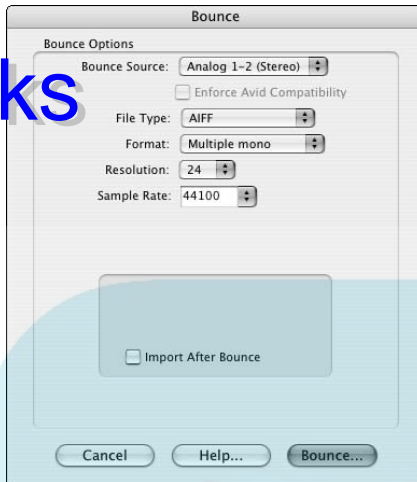 Bounce
Bounce Options
Bounce Source: Analog 1-2 (Stereo)
ks
Enforce Avid Compatibility
File Type: AIFF
Format: Multiple mono
Resolution: 24
Sample Rate: 44100
Import After Bounce
Cancel Help... Bounce...